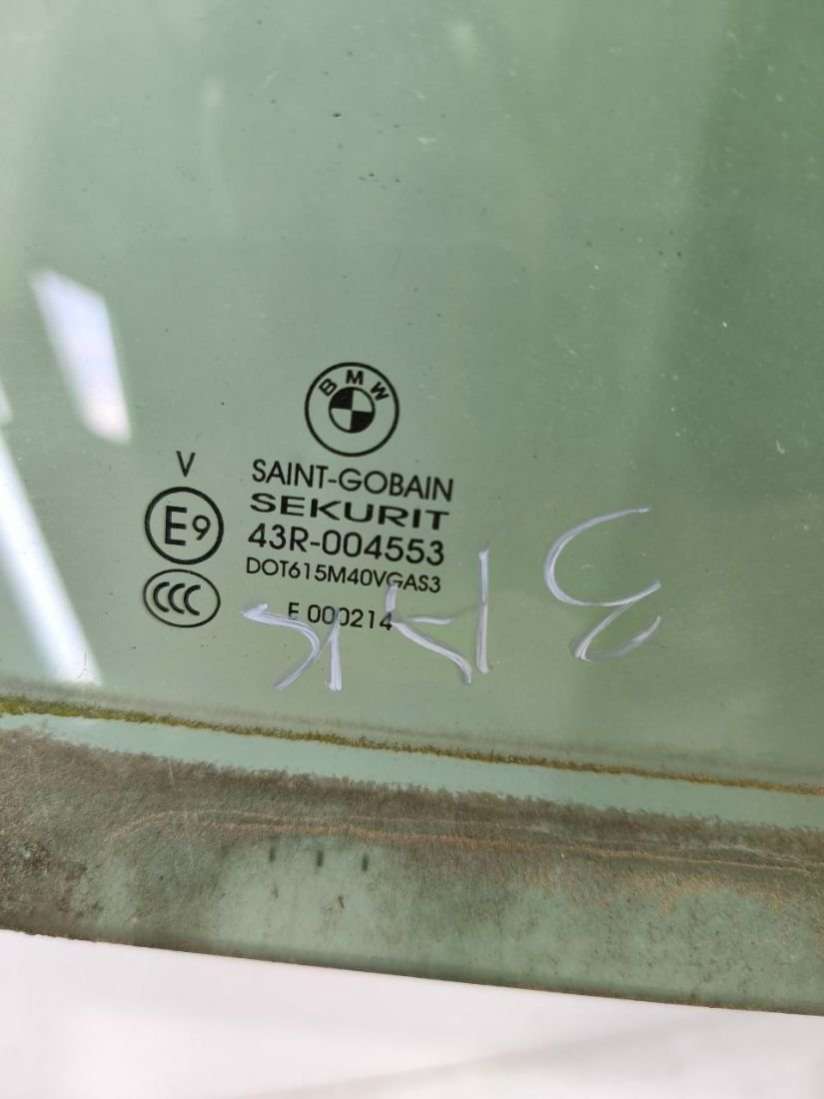 BMW
SAINT-GOBAIN
SEKURIT
V
E9
43R-004553
DOT615M40VGAS3
CCC
E 000214